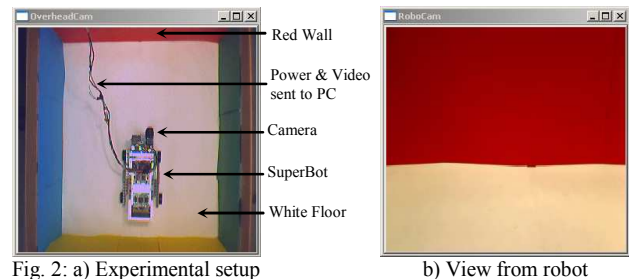 OverheadCam
RoboCam
Red Wall
Power & Video
sent to PC
Camera
SuperBot
White Floor
Fig. 2: a) Experimental setup
b) View from robot